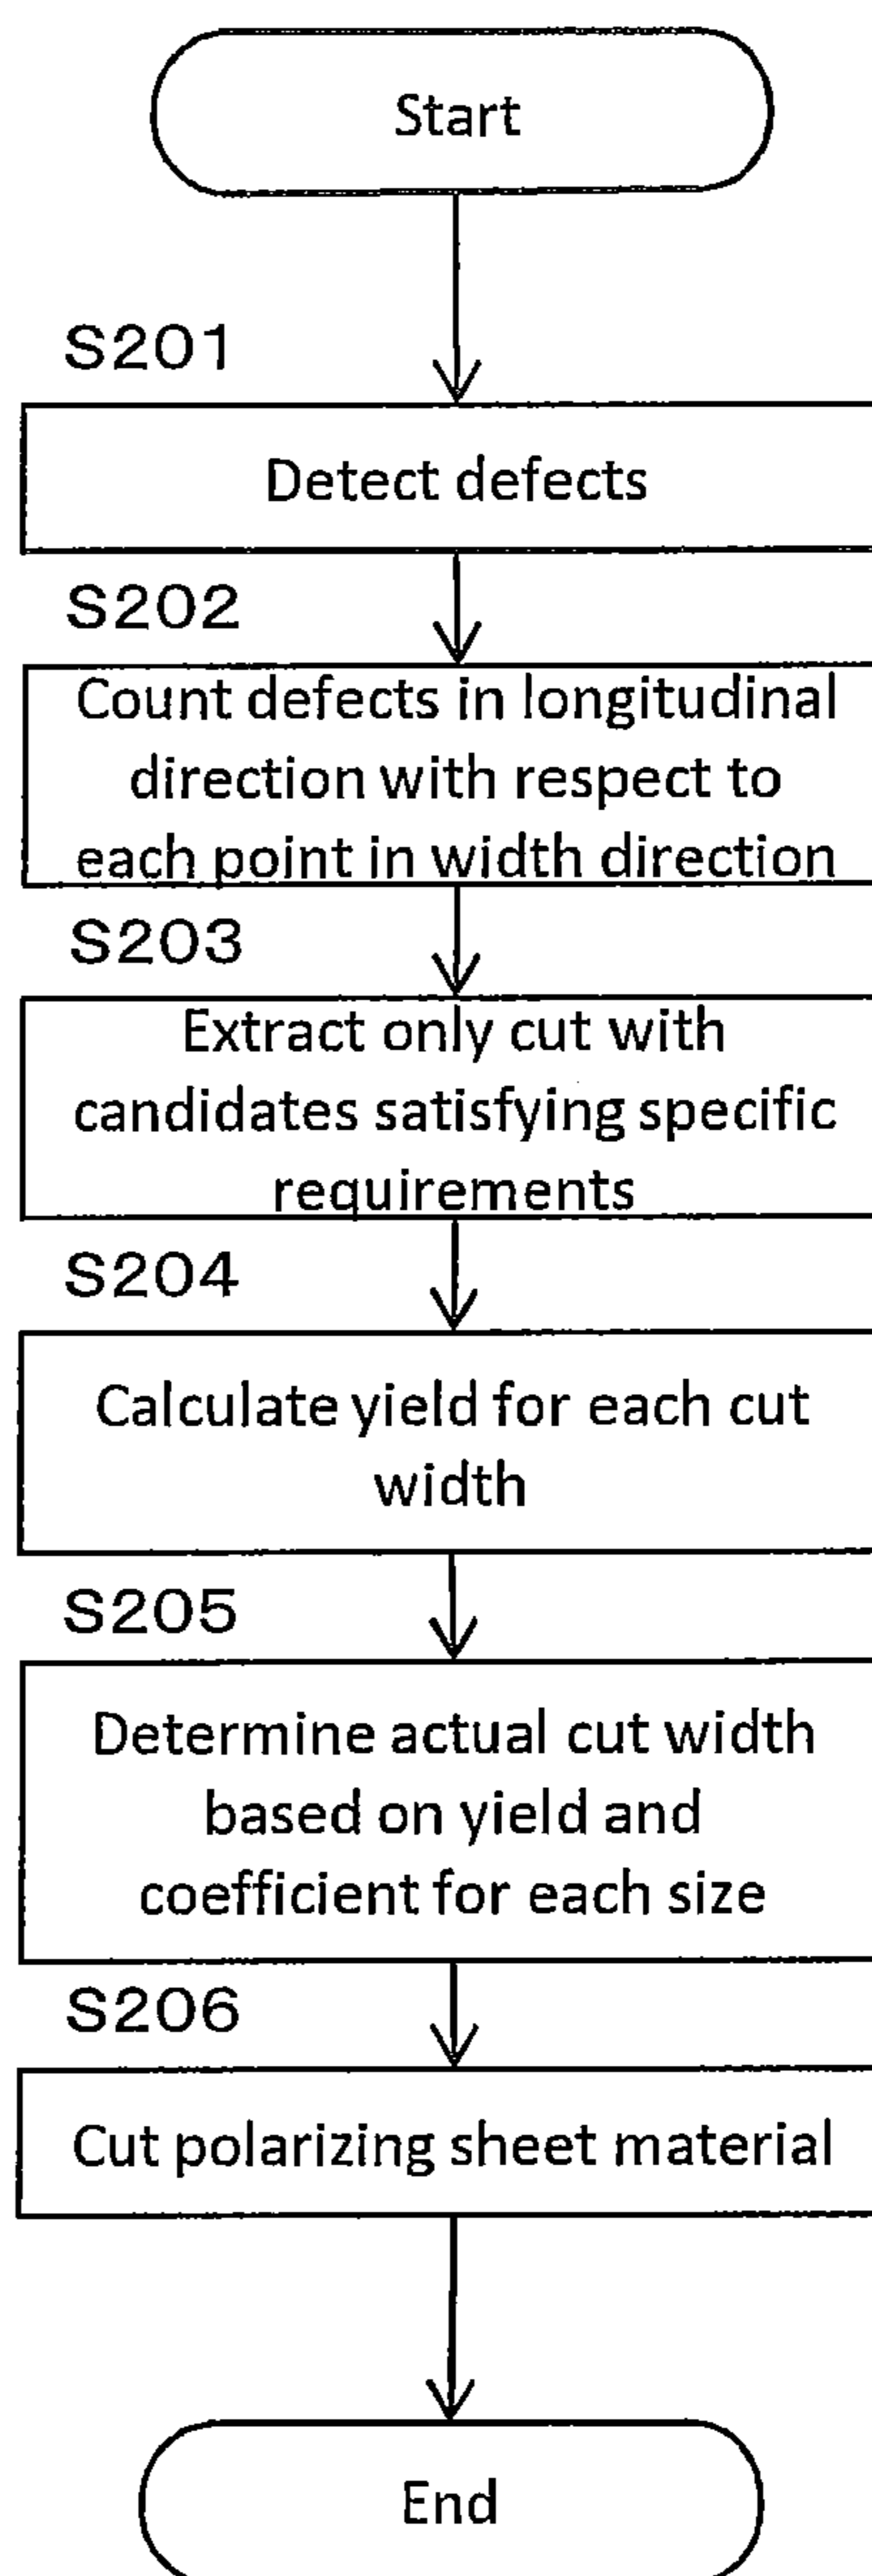 Start
S201
Detect defects
S202
Count defects in longitudinal
direction with respect to
each point in width direction
S203
Extract only cut with
candidates satisfying specific
requirements
S204
Calculate yield for each cut
width
S205
Determine actual cut width
based on yield and
coefficient for each size
S206
Cut polarizing sheet material
End